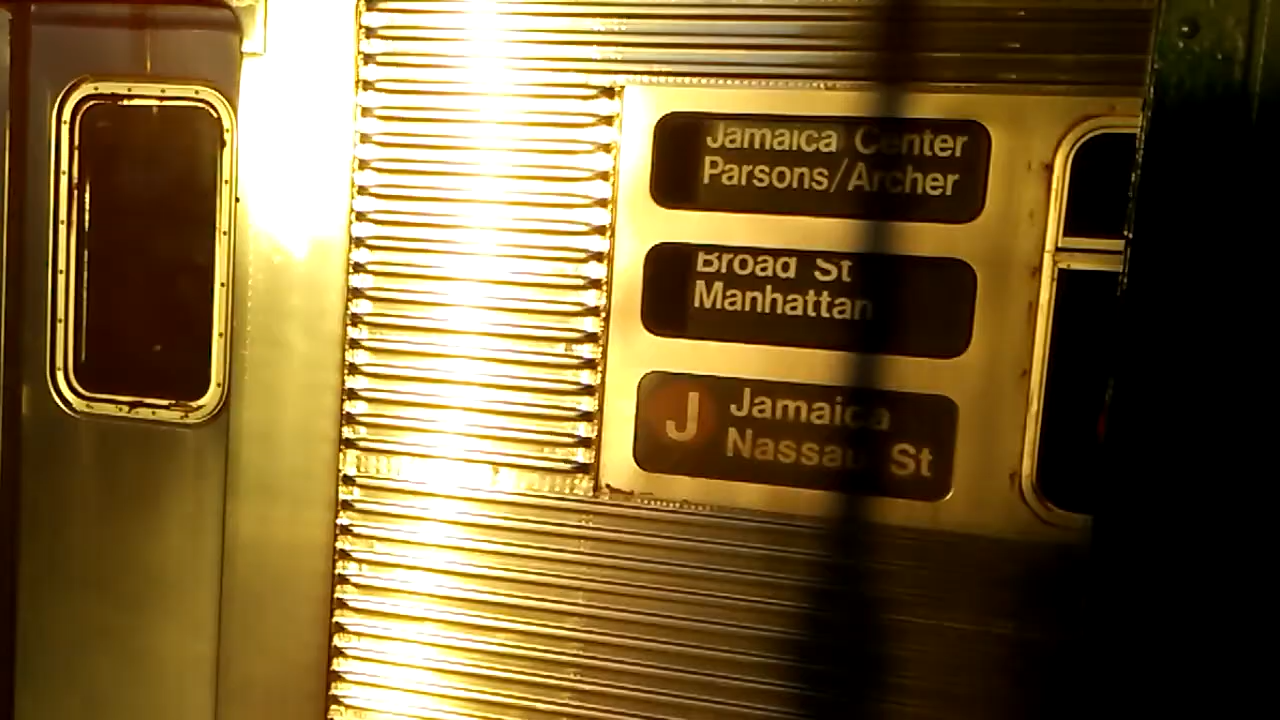 Jamaica Center
Parsons/Archer
Broad St
Manhattan
J Jamaica
Nassau St